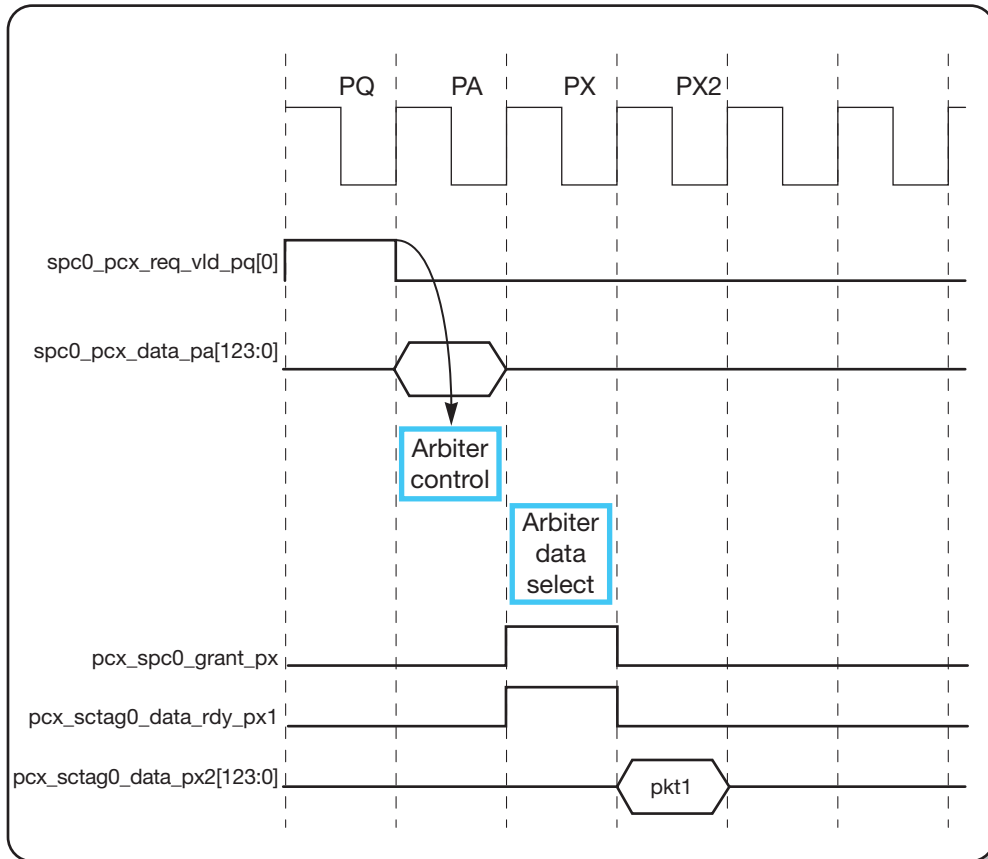 PQ PA PX PX2
spc0_pcx_req_vld_pq[0]
spc0_pcx_data_pa[123:0]
Arbiter
control
Arbiter
data
select
pcx_spc0_grant_px
pcx_sctag0_data_rdy_px1
pcx_sctag0_data_px2[123:0]
pkt1